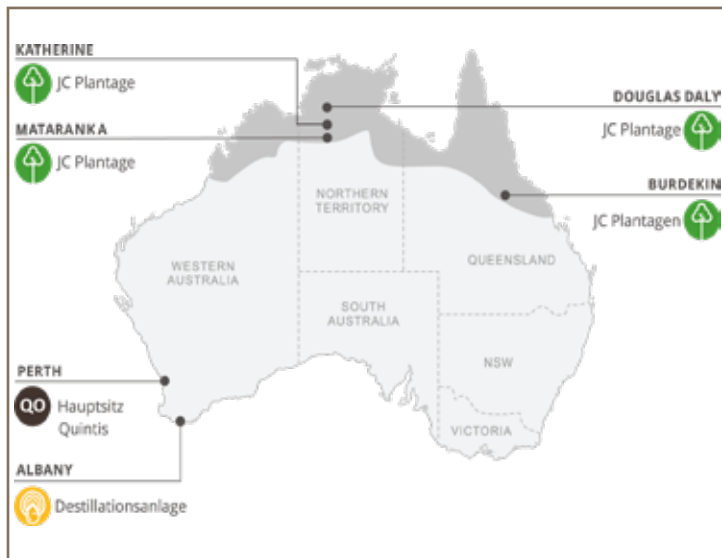 KATHERINE
JC Plantage
MATARANKA
JC Plantage
DOUGLAS DALY
JC Plantage
BURDEKIN
JC Plantagen
NORTHERN
TERRITORY
WESTERN
AUSTRALIA
QUEENSLAND
SOUTH
AUSTRALIA
NSW
VICTORIA
PERTH
QO
Hauptsitz
Quintis
ALBANY
Destillationsanlage